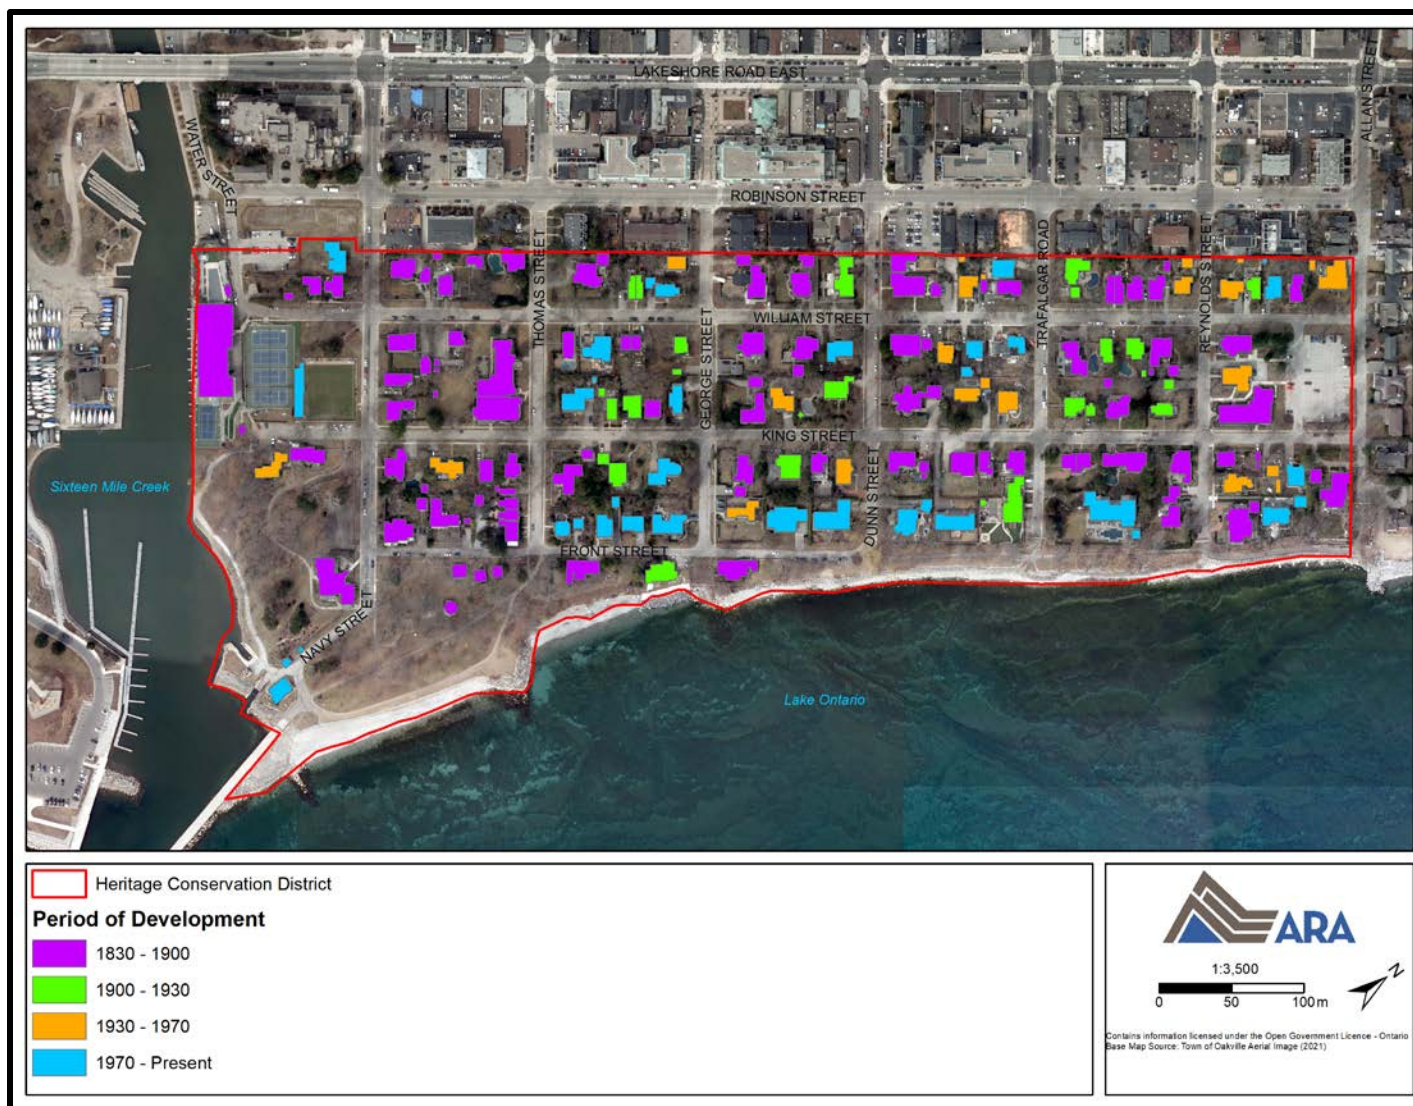 LAKESHORE ROAD EAST
ALLAN STREET
WATER STREET
ROBINSON STREET
THOMAS STREET
GEORGE STREET
TRAFALGAR ROAD
REYNOLDS STREET
WILLIAM STREET
KING STREET
DUNN STREET
Sixteen Mile Creek
FRONT STREET
NAVY STREET
Lake Ontario
Heritage Conservation District
Period of Development
1830 - 1900
1900 - 1930
1930 - 1970
1970 - Present
ARA
1:3,500
N
0 50 100 m
Contains information licensed under the Open Government Licence - Ontario
Base Map Source: Town of Oakville Aerial Image (2021)